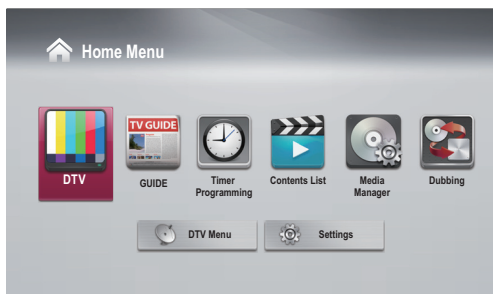 Home Menu
TV GUIDE
DTV
GUIDE
Timer
Programming
Contents List
Media
Manager
Dubbing
DTV Menu
Settings